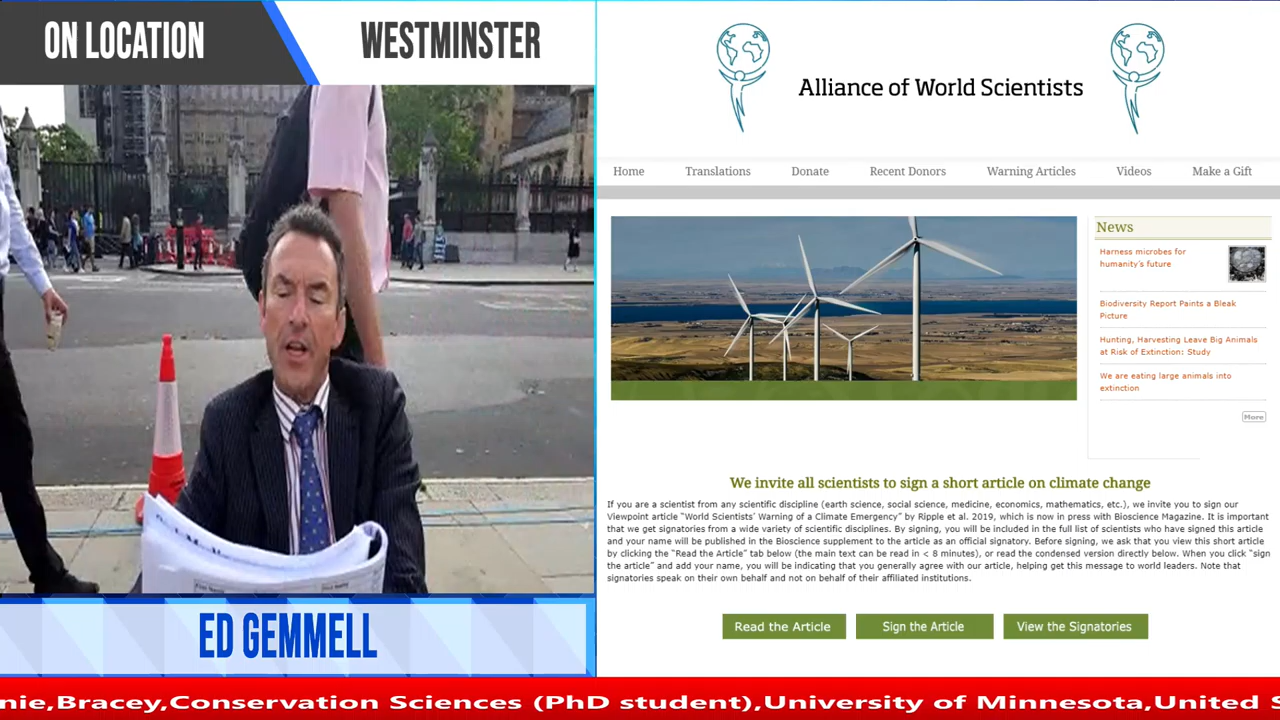 ON LOCATION
WESTMINSTER
ED GEMMELL
Alliance of World Scientists
Home Translations Donate Recent Donors Warning Articles Videos Make a Gift
News
Harness microbes for
humanity's future
Biodiversity Report Paints a Bleak
Picture
Hunting, Harvesting Leave Big Animals
at Risk of Extinction: Study
We are eating large animals into
extinction
More
We invite all scientists to sign a short article on climate change
If you are a scientist from any scientific discipline (earth science, social science, medicine, economics, mathematics, etc.), we invite you to sign our
Viewpoint article "World Scientists' Warning of a Climate Emergency" by Ripple et al. 2019, which is now in press with Bioscience Magazine. It is important
that we get signatories from a wide variety of scientific disciplines. By signing, you will be included in the full list of scientists who have signed this article
and your name will be published in the Bioscience supplement to the article as an official signatory. Before signing, we ask that you view this short article
by clicking the "Read the Article" tab below (the main text can be read in < 8 minutes), or read the condensed version directly below. When you click "sign
the article" and add your name, you will be indicating that you generally agree with our article, helping get this message to world leaders. Note that
signatories speak on their own behalf and not on behalf of their affiliated institutions.
Read the Article Sign the Article View the Signatories
nie,Bracey,Conservation Sciences (PhD student),University of Minnesota,United S